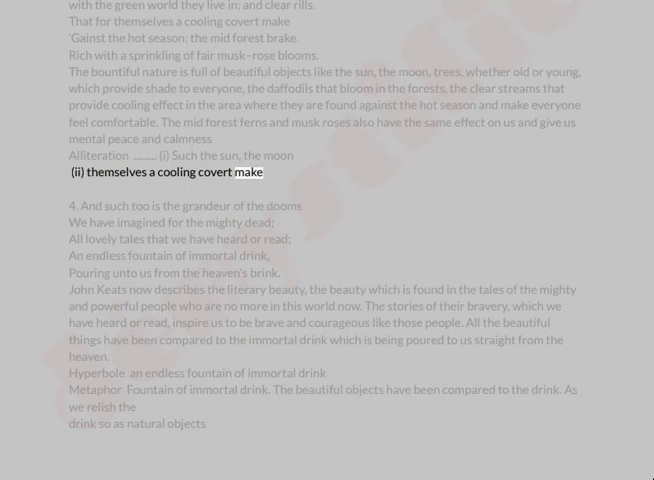 with the green world they live in; and clear rills.
That for themselves a cooling covert make
'Gainst the hot season; the mid forest brake.
Rich with a sprinkling of fair musk–rose blooms.
The bountiful nature is full of beautiful objects like the sun, the moon, trees, whether old or young,
which provide shade to everyone, the daffodils that bloom in the forests, the clear streams that
provide cooling effect in the area where they are found against the hot season and make everyone
feel comfortable. The mid forest ferns and musk roses also have the same effect on us and give us
mental peace and calmness
Alliteration ......... (i) Such the sun, the moon
(ii) themselves a cooling covert make
4. And such too is the grandeur of the dooms
We have imagined for the mighty dead;
All lovely tales that we have heard or read;
An endless fountain of immortal drink,
Pouring unto us from the heaven's brink.
John Keats now describes the literary beauty, the beauty which is found in the tales of the mighty
and powerful people who are no more in this world now. The stories of their bravery, which we
have heard or read, inspire us to be brave and courageous like those people. All the beautiful
things have been compared to the immortal drink which is being poured to us straight from the
heaven.
Hyperbole an endless fountain of immortal drink
Metaphor Fountain of immortal drink. The beautiful objects have been compared to the drink. As
we relish the
drink so as natural objects